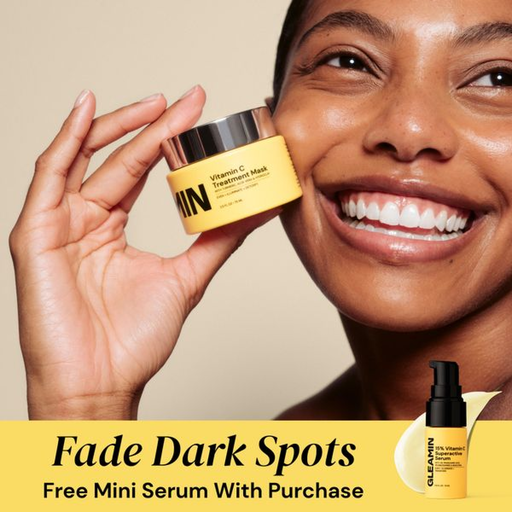 Vitamin C
Treatment Mask
MIN
Fade Dark Spots
Free Mini Serum With Purchase
GLEAMIN
15% Vitamin C
Superactive
Serum